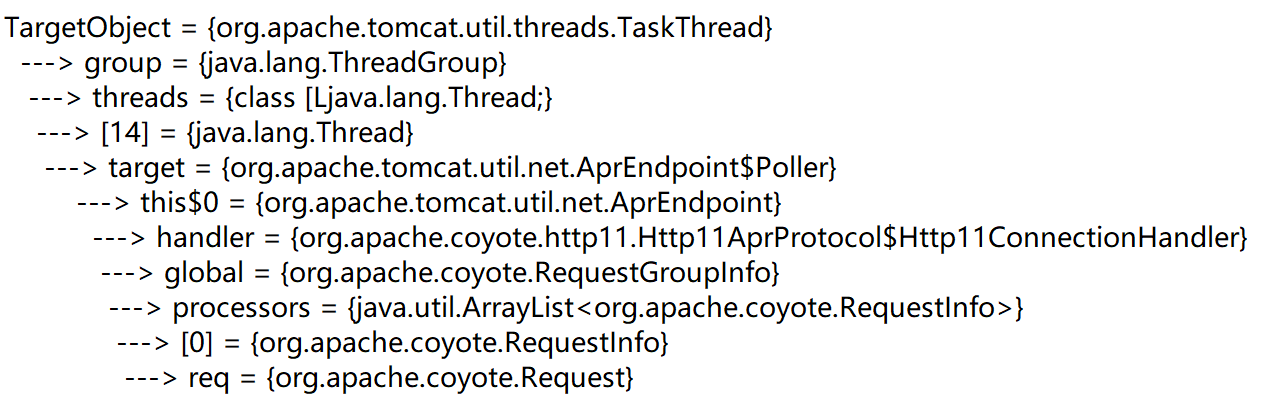 TargetObject = {org.apache.tomcat.util.threads.TaskThread}
---> group = {java.lang.ThreadGroup}
---> threads = {class [Ljava.lang.Thread;}
---> [14] = {java.lang.Thread}
---> target = {org.apache.tomcat.util.net.AprEndpoint$Poller}
---> this$0 = {org.apache.tomcat.util.net.AprEndpoint}
---> handler = {org.apache.coyote.http11.Http11AprProtocol$Http11ConnectionHandler}
---> global = {org.apache.coyote.RequestGroupInfo}
---> processors = {java.util.ArrayList<org.apache.coyote.RequestInfo>}
---> [0] = {org.apache.coyote.RequestInfo}
---> req = {org.apache.coyote.Request}